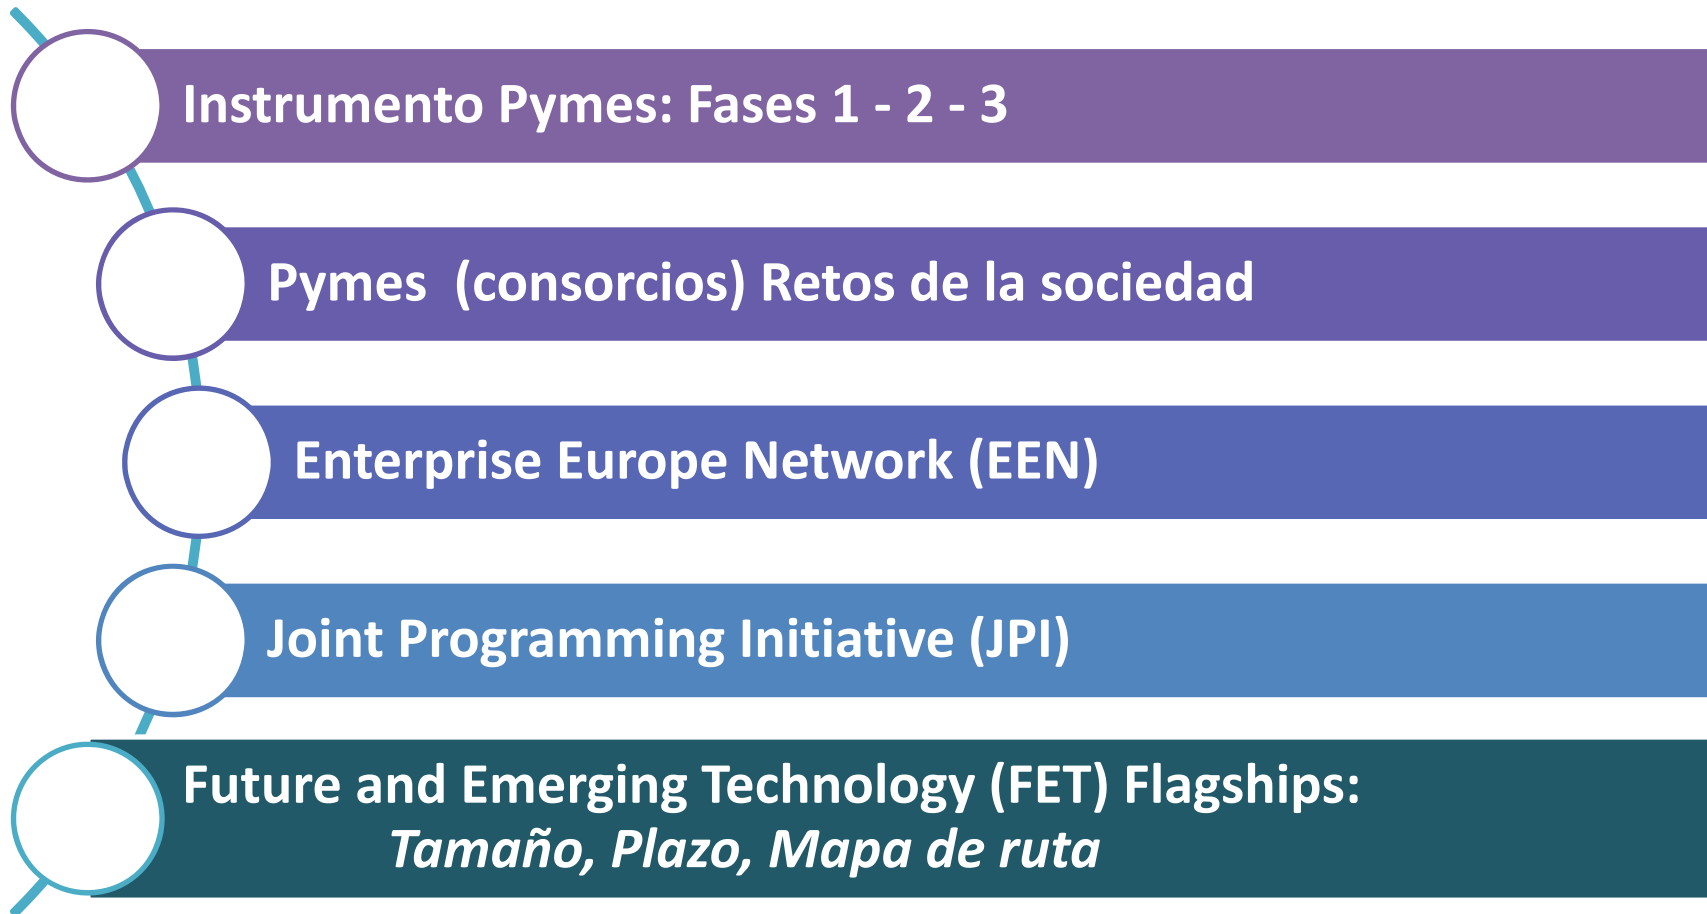 Instrumento Pymes: Fases 1 - 2 - 3
Pymes  (consorcios) Retos de la sociedad
Enterprise Europe Network (EEN)
Joint Programming Initiative (JPI)
Future and Emerging Technology (FET) Flagships:
Tamaño, Plazo, Mapa de ruta